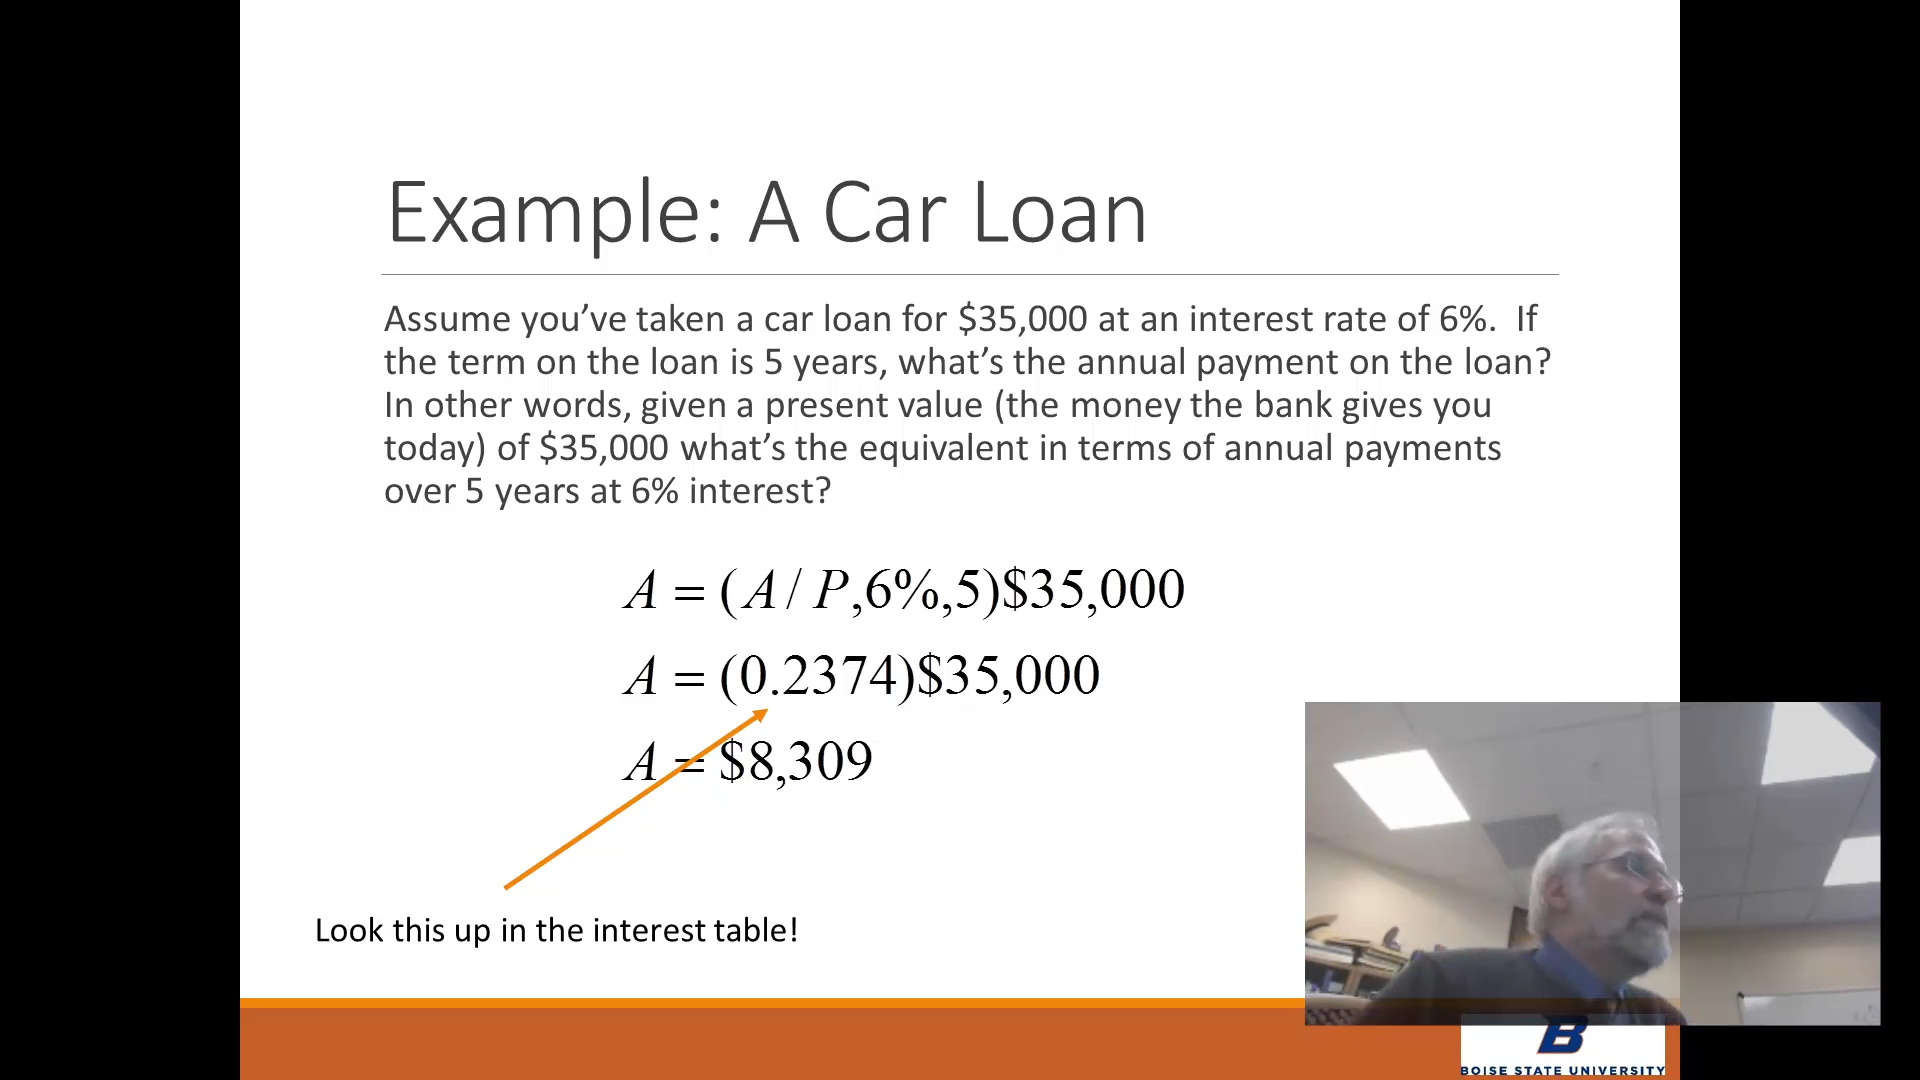 Example: A Car Loan
Assume you’ve taken a car loan for $35,000 at an interest rate of 6%.  If
the term on the loan is 5 years, what’s the annual payment on the loan?
In other words, given a present value (the money the bank gives you
today) of $35,000 what’s the equivalent in terms of annual payments
over 5 years at 6% interest?
A = (A / P,6%,5)$35,000
A = (0.2374)$35,000
A = $8,309
Look this up in the interest table!
B
BOISE STATE UNIVERSITY